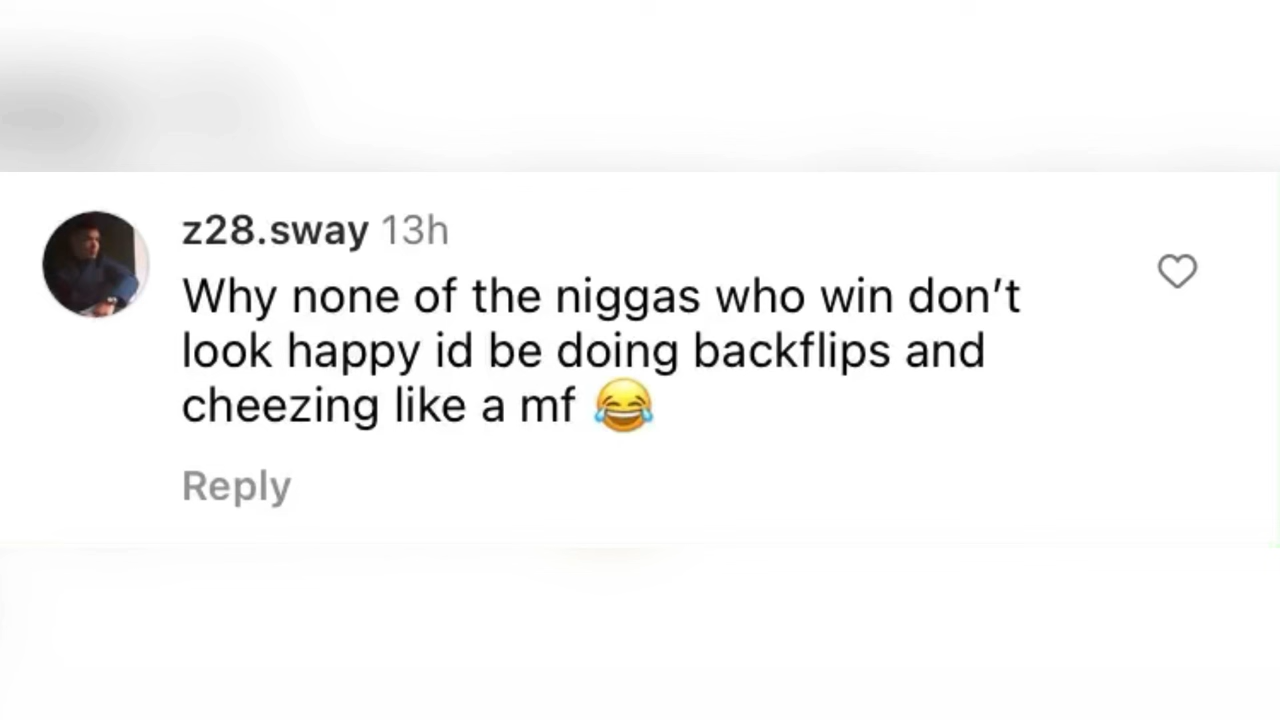 z28.sway 13h
Why none of the niggas who win don’t
look happy id be doing backflips and
cheezing like a mf 😂
Reply